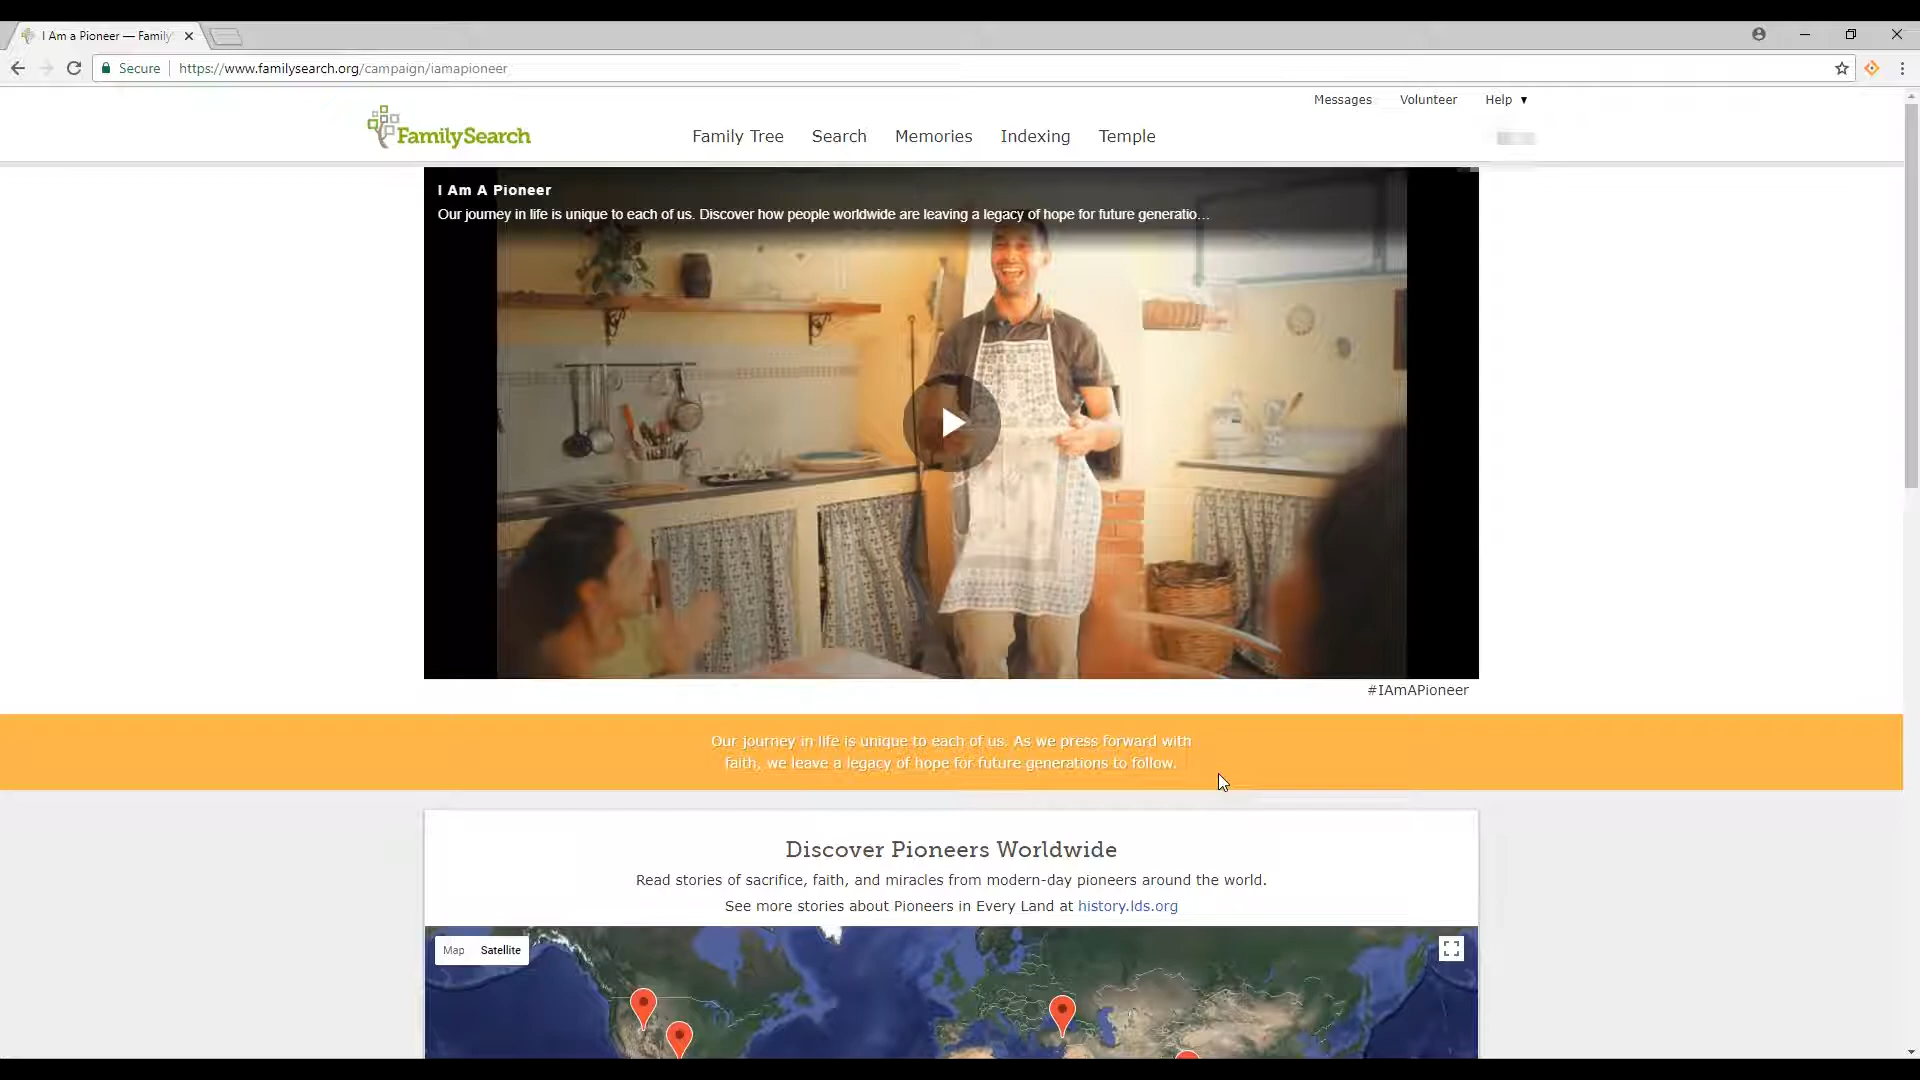 I Am a Pioneer — Family
Secure
https://www.familysearch.org/campaign/iamapioneer
Messages
Volunteer
Help ▼
FamilySearch
Family Tree
Search
Memories
Indexing
Temple
I Am A Pioneer
Our journey in life is unique to each of us. Discover how people worldwide are leaving a legacy of hope for future generatio...
#IAmAPioneer
Our journey in life is unique to each of us. As we press forward with
faith, we leave a legacy of hope for future generations to follow.
Discover Pioneers Worldwide
Read stories of sacrifice, faith, and miracles from modern-day pioneers around the world.
See more stories about Pioneers in Every Land at history.lds.org
Map
Satellite